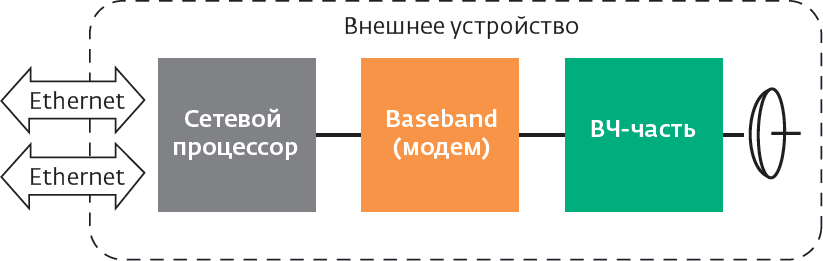 Внешнее устройство
Ethernet
Ethernet
Сетевой
процессор
Baseband
(модем)
ВЧ-часть